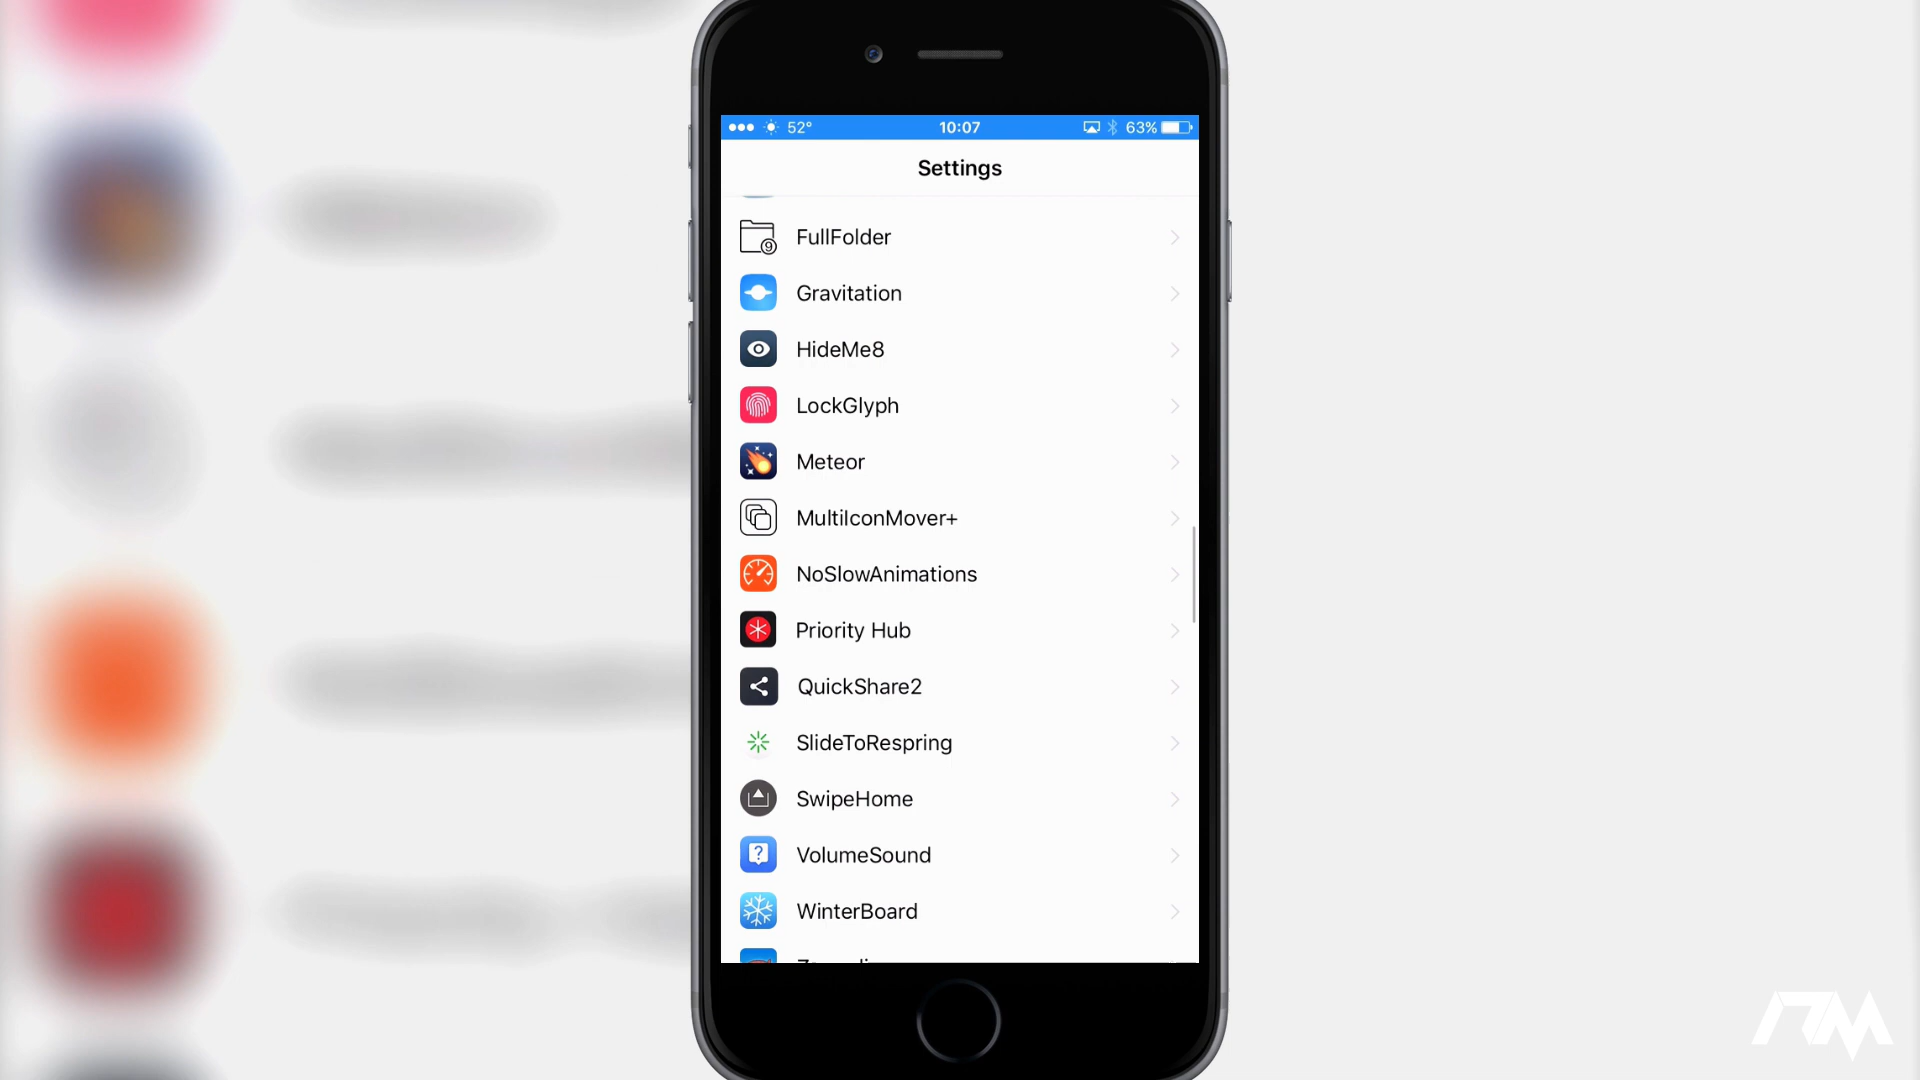 52° 10:07 63%
Settings
FullFolder
Gravitation
HideMe8
LockGlyph
Meteor
MultiIconMover+
NoSlowAnimations
Priority Hub
QuickShare2
SlideToRespring
SwipeHome
VolumeSound
WinterBoard